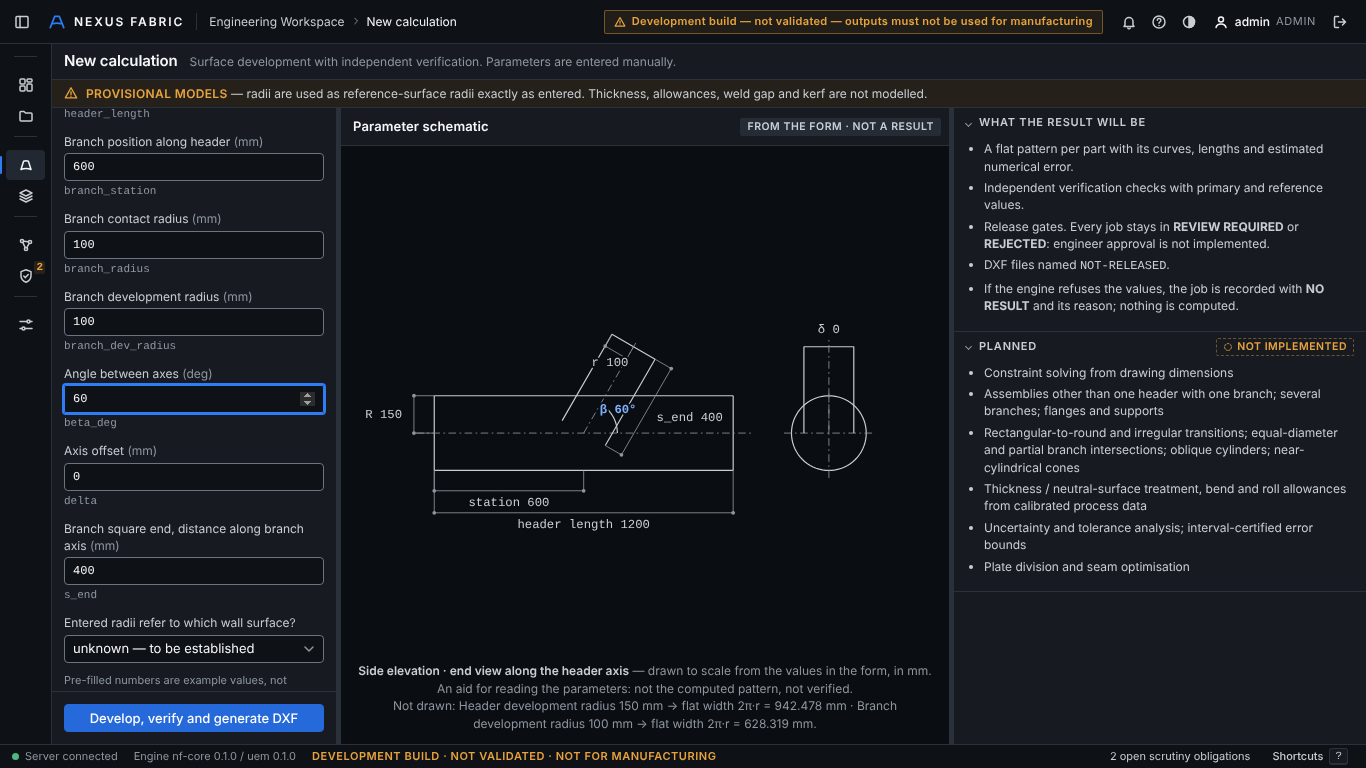 NEXUS FABRIC
Engineering Workspace › New calculation
Development build — not validated — outputs must not be used for manufacturing
admin ADMIN
New calculation
Surface development with independent verification. Parameters are entered manually.
PROVISIONAL MODELS — radii are used as reference-surface radii exactly as entered. Thickness, allowances, weld gap and kerf are not modelled.
2
header_length
Branch position along header (mm)
600
branch_station
Branch contact radius (mm)
100
branch_radius
Branch development radius (mm)
100
branch_dev_radius
Angle between axes (deg)
60
beta_deg
Axis offset (mm)
0
delta
Branch square end, distance along branch
axis (mm)
400
s_end
Entered radii refer to which wall surface?
unknown — to be established
Pre-filled numbers are example values, not
Develop, verify and generate DXF
Parameter schematic
FROM THE FORM · NOT A RESULT
δ 0
r 100
R 150
β 60°
s_end 400
station 600
header length 1200
Side elevation · end view along the header axis — drawn to scale from the values in the form, in mm.
An aid for reading the parameters: not the computed pattern, not verified.
Not drawn: Header development radius 150 mm → flat width 2π·r = 942.478 mm · Branch
development radius 100 mm → flat width 2π·r = 628.319 mm.
WHAT THE RESULT WILL BE
• A flat pattern per part with its curves, lengths and estimated
numerical error.
• Independent verification checks with primary and reference
values.
• Release gates. Every job stays in REVIEW REQUIRED or
REJECTED: engineer approval is not implemented.
• DXF files named NOT-RELEASED.
• If the engine refuses the values, the job is recorded with NO
RESULT and its reason; nothing is computed.
PLANNED
NOT IMPLEMENTED
• Constraint solving from drawing dimensions
• Assemblies other than one header with one branch; several
branches; flanges and supports
• Rectangular-to-round and irregular transitions; equal-diameter
and partial branch intersections; oblique cylinders; near-
cylindrical cones
• Thickness / neutral-surface treatment, bend and roll allowances
from calibrated process data
• Uncertainty and tolerance analysis; interval-certified error
bounds
• Plate division and seam optimisation
Server connected
Engine nf-core 0.1.0 / uem 0.1.0
DEVELOPMENT BUILD · NOT VALIDATED · NOT FOR MANUFACTURING
2 open scrutiny obligations
Shortcuts ?